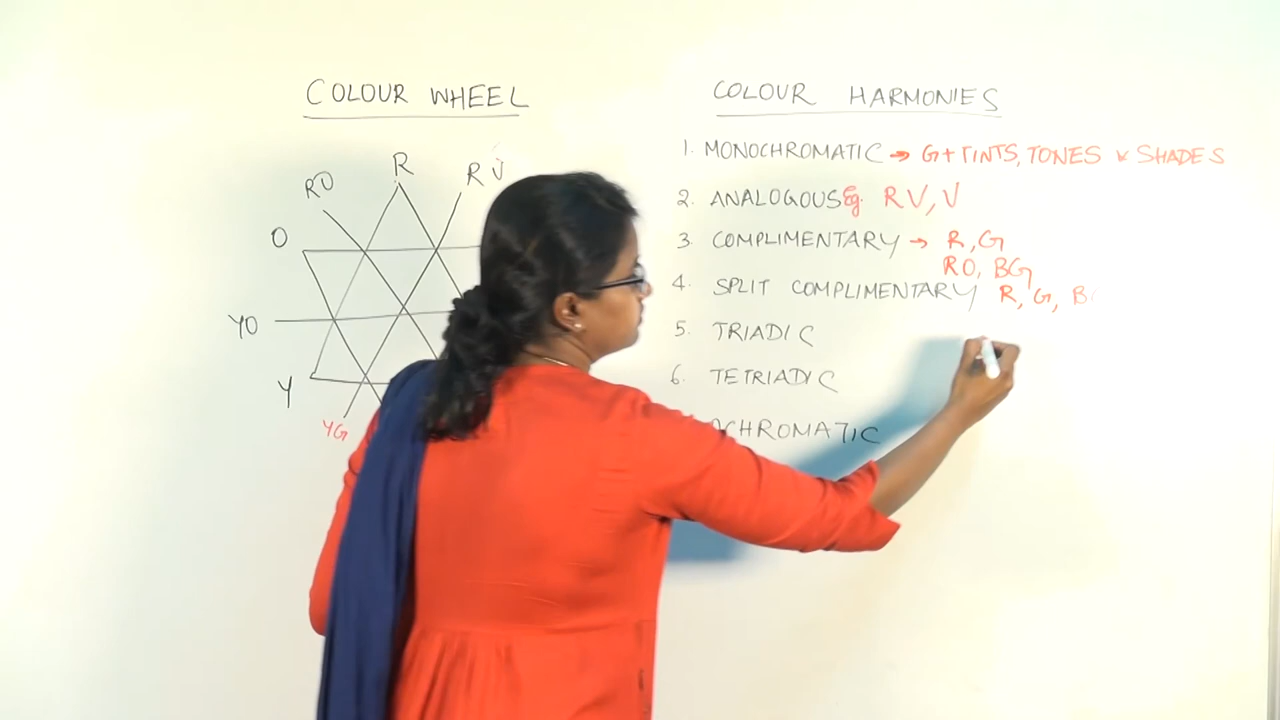 COLOUR WHEEL
R
RO
RV
O
YO
Y
YG
COLOUR HARMONIES
1. MONOCHROMATIC → G+TINTS, TONES & SHADES
2. ANALOGOUS Eg. RV, V
3. COMPLIMENTARY → R, G
RO, BG
4. SPLIT COMPLIMENTARY R, G, B
5. TRIADIC
6. TETRIADIC
OCHROMATIC